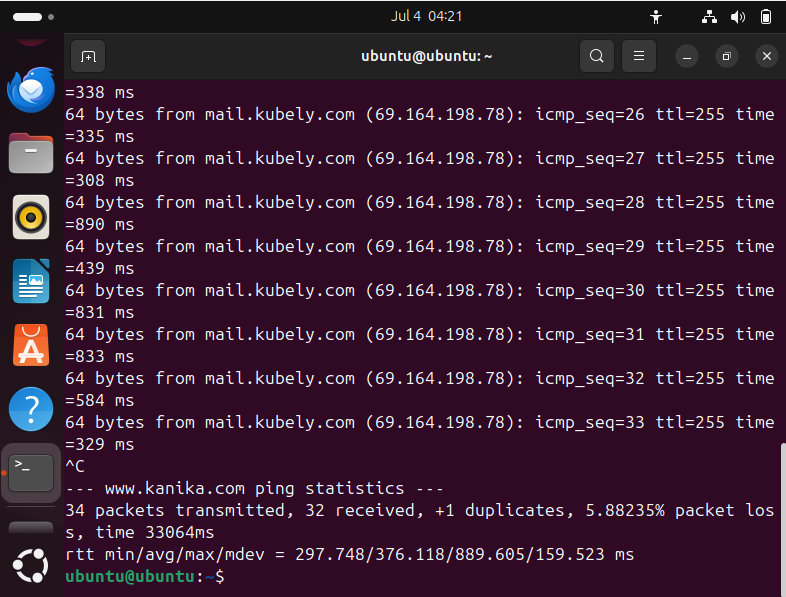 Jul 4 04:21
ubuntu@ubuntu: ~
=338 ms
64 bytes from mail.kubely.com (69.164.198.78): icmp_seq=26 ttl=255 time
=335 ms
64 bytes from mail.kubely.com (69.164.198.78): icmp_seq=27 ttl=255 time
=308 ms
64 bytes from mail.kubely.com (69.164.198.78): icmp_seq=28 ttl=255 time
=890 ms
64 bytes from mail.kubely.com (69.164.198.78): icmp_seq=29 ttl=255 time
=439 ms
64 bytes from mail.kubely.com (69.164.198.78): icmp_seq=30 ttl=255 time
=831 ms
64 bytes from mail.kubely.com (69.164.198.78): icmp_seq=31 ttl=255 time
=833 ms
64 bytes from mail.kubely.com (69.164.198.78): icmp_seq=32 ttl=255 time
=584 ms
64 bytes from mail.kubely.com (69.164.198.78): icmp_seq=33 ttl=255 time
=329 ms
^C
--- www.kanika.com ping statistics ---
34 packets transmitted, 32 received, +1 duplicates, 5.88235% packet los
s, time 33064ms
rtt min/avg/max/mdev = 297.748/376.118/889.605/159.523 ms
ubuntu@ubuntu:~$